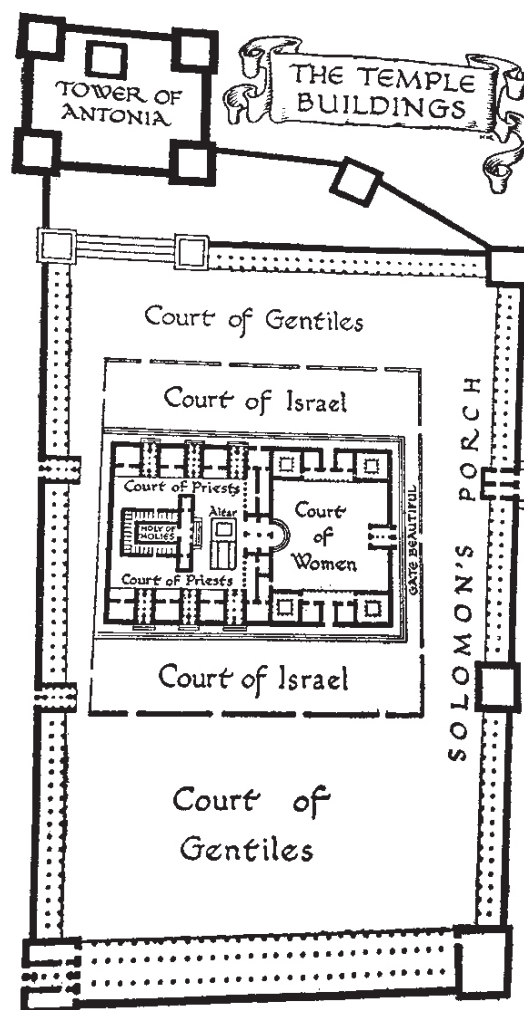 THE TEMPLE
BUILDINGS
TOWER OF
ANTONIA
Court of Gentiles
Court of Israel
SOLOMON'S PORCH
Court of Priests
Altar
HOLY OF
HOLIES
Court
of
Women
GATE BEAUTIFUL
Court of Priests
Court of Israel
Court of
Gentiles